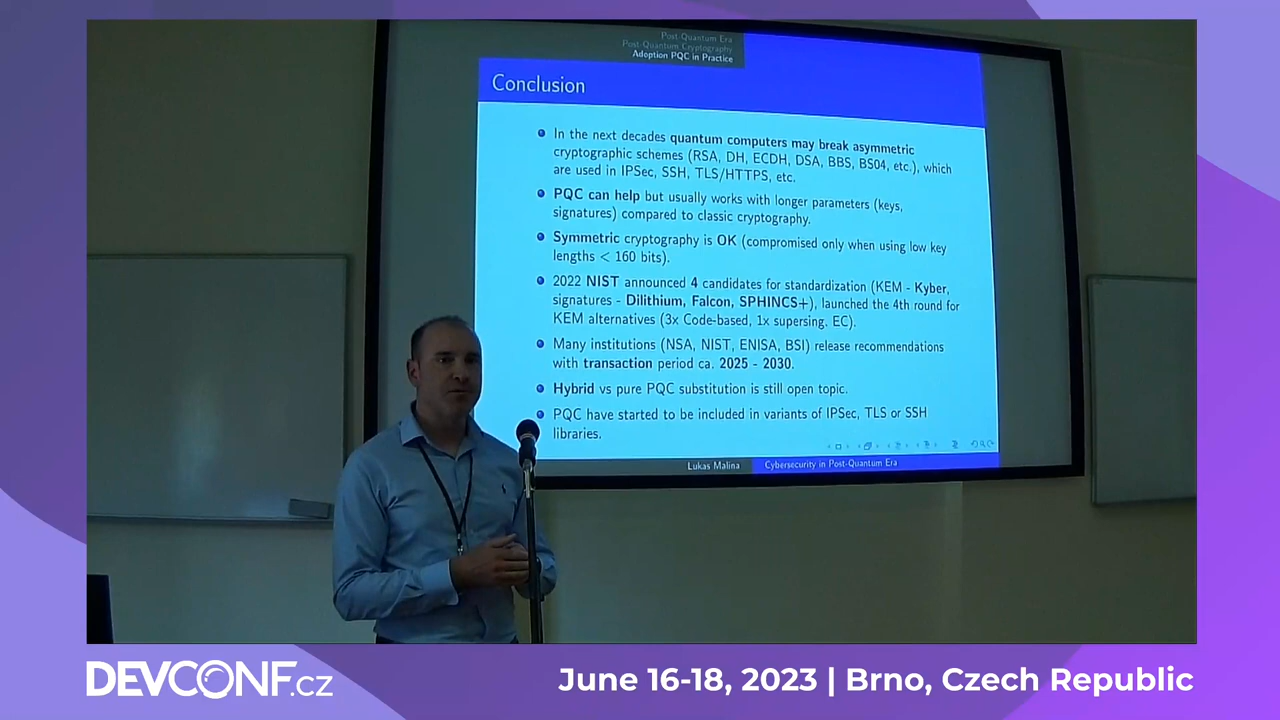 Post-Quantum Era
Post-Quantum Cryptography
Adoption PQC in Practice
Conclusion
In the next decades quantum computers may break asymmetric
cryptographic schemes (RSA, DH, ECDH, DSA, BBS, BS04, etc.), which
are used in IPSec, SSH, TLS/HTTPS, etc.
PQC can help but usually works with longer parameters (keys,
signatures) compared to classic cryptography.
Symmetric cryptography is OK (compromised only when using low key
lengths < 160 bits).
2022 NIST announced 4 candidates for standardization (KEM - Kyber,
signatures - Dilithium, Falcon, SPHINCS+), launched the 4th round for
KEM alternatives (3x Code-based, 1x supersing. EC).
Many institutions (NSA, NIST, ENISA, BSI) release recommendations
with transaction period ca. 2025 - 2030.
Hybrid vs pure PQC substitution is still open topic.
PQC have started to be included in variants of IPSec, TLS or SSH
libraries.
Lukas Malina
Cybersecurity in Post-Quantum Era
DEVCONF.cz
June 16-18, 2023 | Brno, Czech Republic